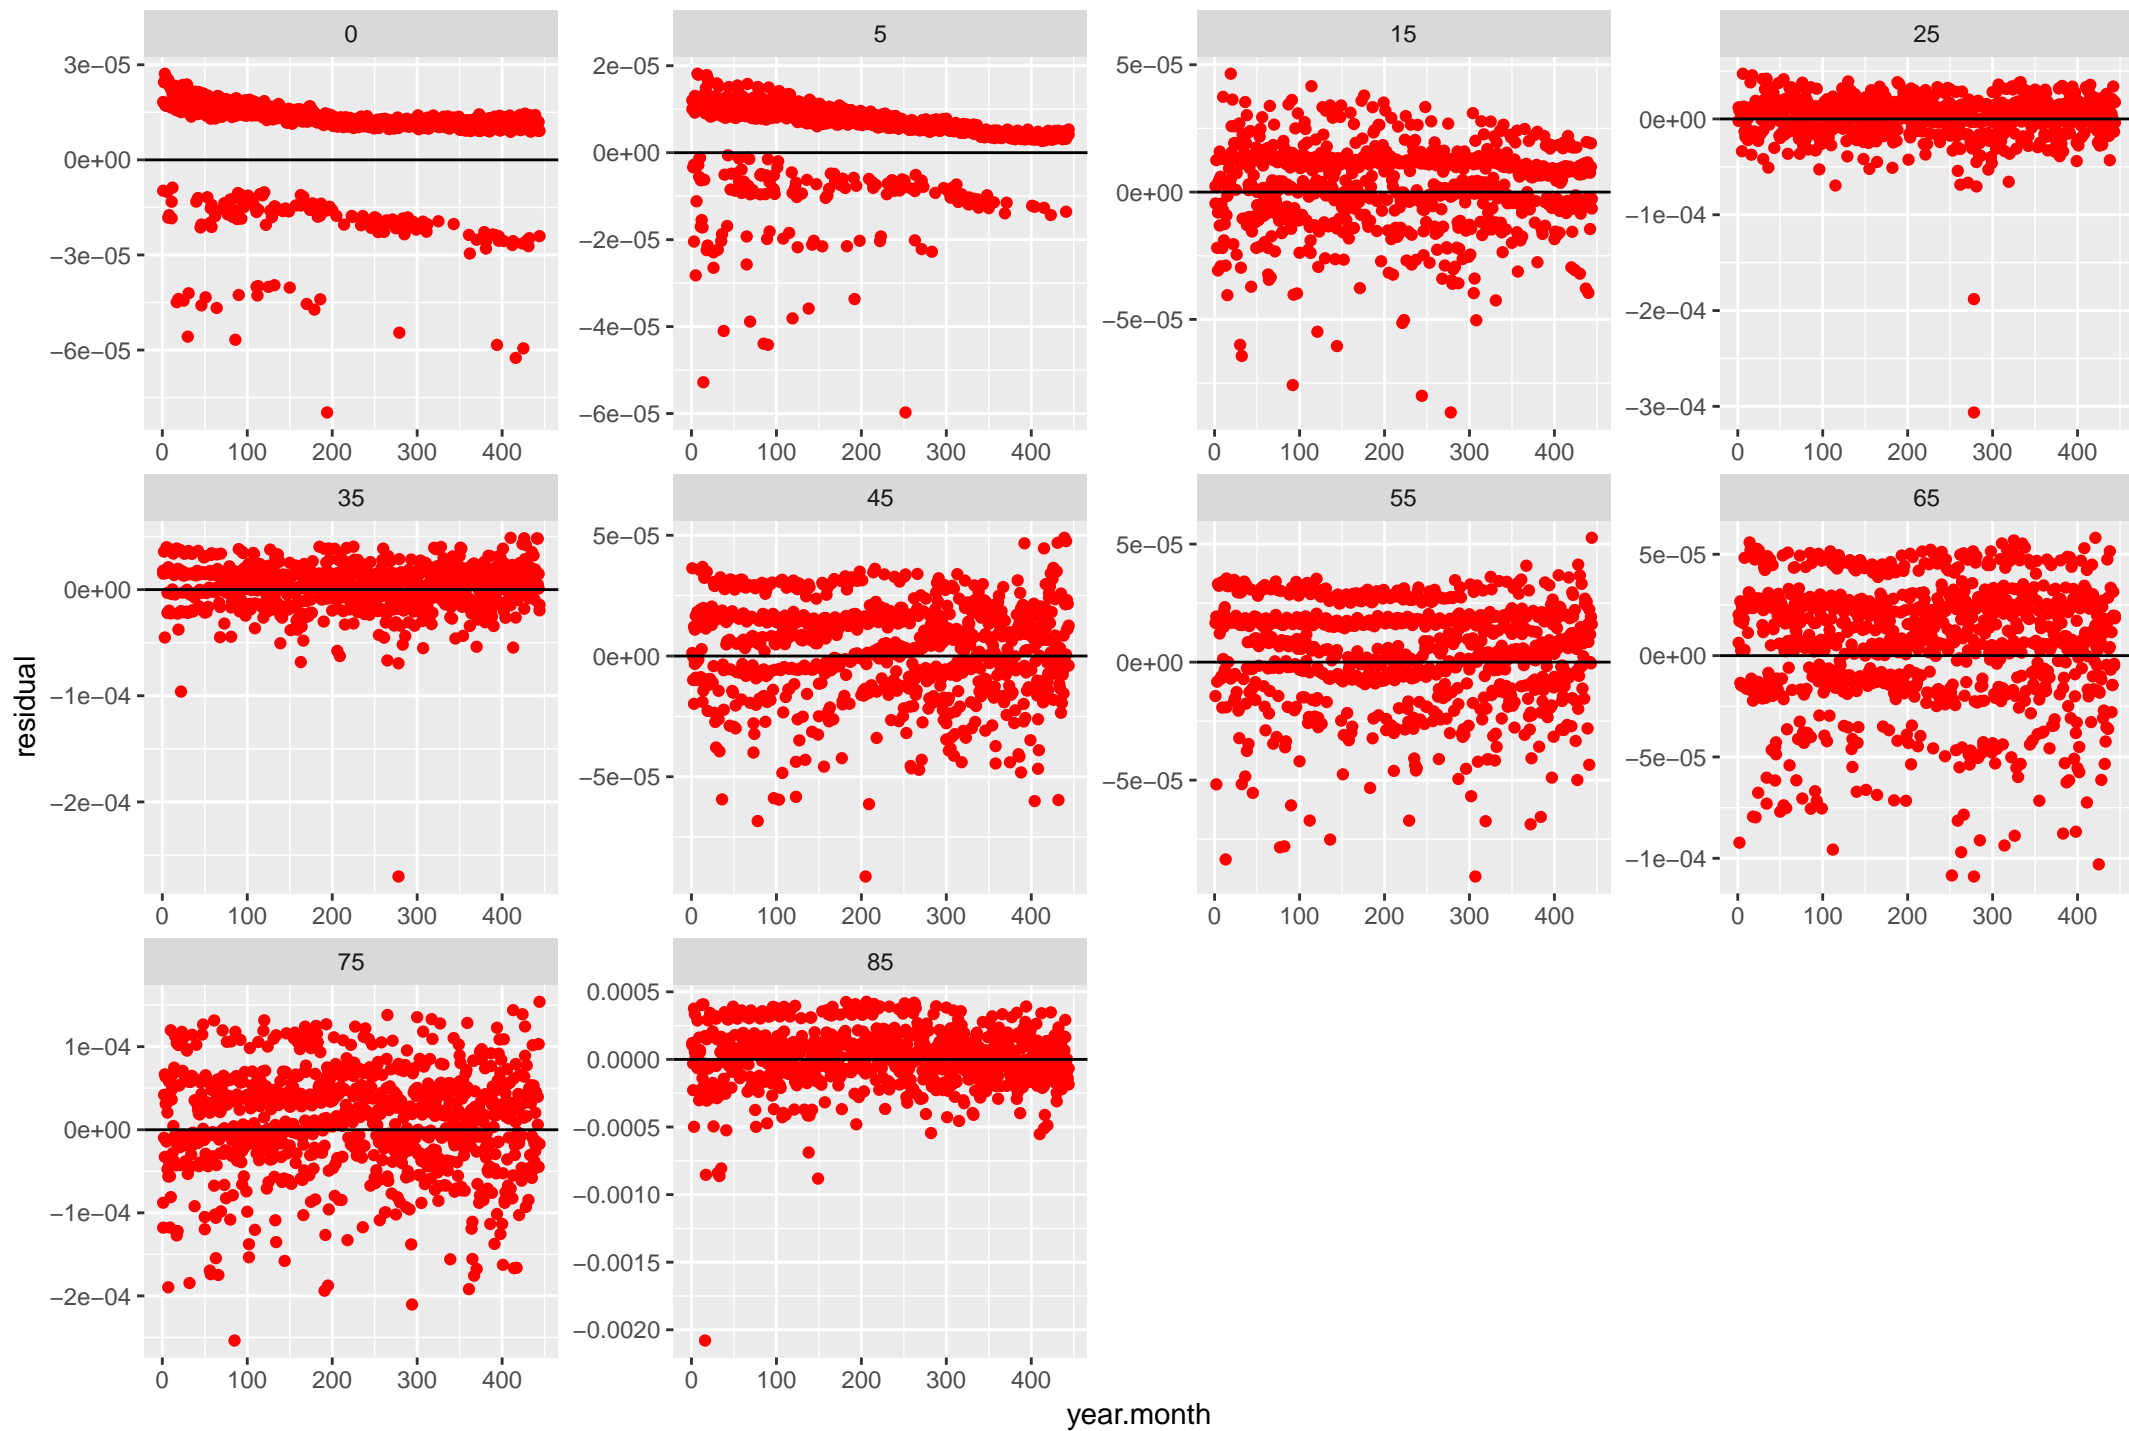 0 5 15 25
3e−05 2e−05 5e−05 0e+00
0e+00 0e+00 0e+00 −1e−04
−3e−05 −2e−05 −5e−05 −2e−04
−6e−05 −4e−05 −3e−04
−6e−05
0 100 200 300 400 0 100 200 300 400 0 100 200 300 400 0 100 200 300 400
35 45 55 65
0e+00 5e−05 5e−05 5e−05
−1e−04 0e+00 0e+00 0e+00
−2e−04 −5e−05 −5e−05 −5e−05
−1e−04
0 100 200 300 400 0 100 200 300 400 0 100 200 300 400 0 100 200 300 400
residual
75 85
1e−04 0.0005
0e+00 0.0000
−1e−04 −0.0005
−2e−04 −0.0010
−0.0015
−0.0020
0 100 200 300 400 0 100 200 300 400
year.month